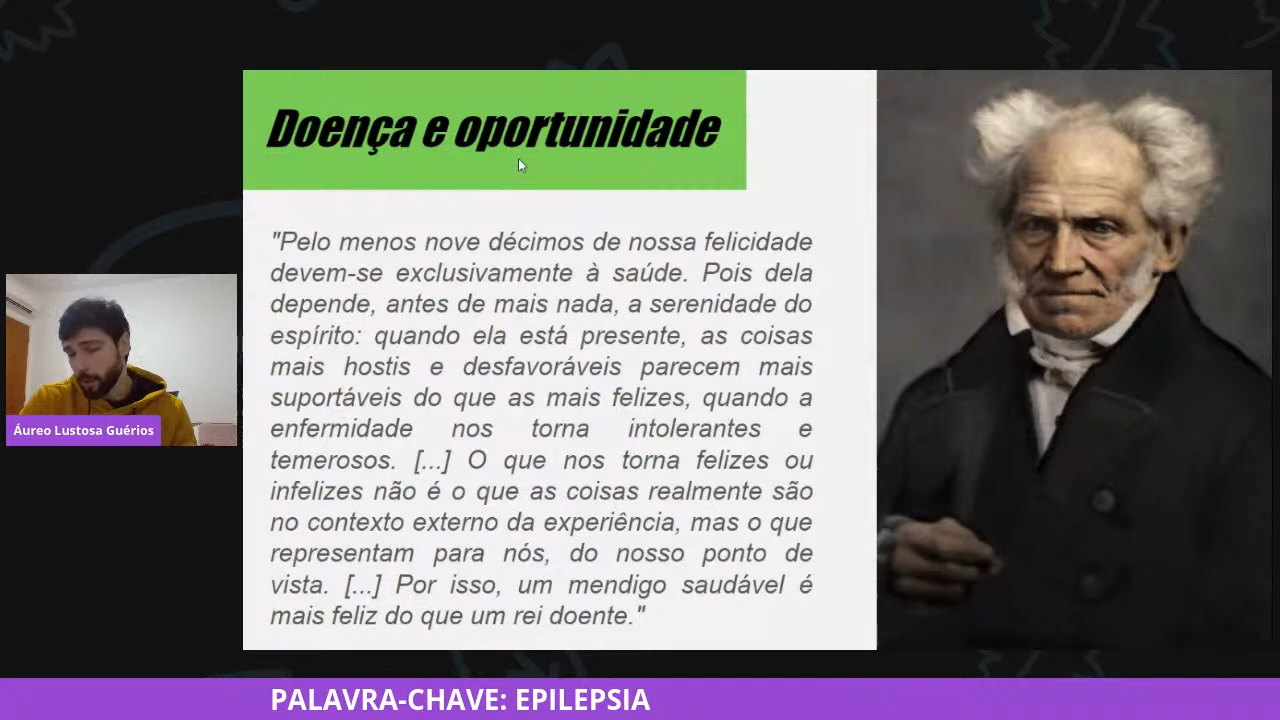 Doença e oportunidade
"Pelo menos nove décimos de nossa felicidade
devem-se exclusivamente à saúde. Pois dela
depende, antes de mais nada, a serenidade do
espírito: quando ela está presente, as coisas
mais hostis e desfavoráveis parecem mais
suportáveis do que as mais felizes, quando a
enfermidade nos torna intolerantes e
temerosos. [...] O que nos torna felizes ou
infelizes não é o que as coisas realmente são
no contexto externo da experiência, mas o que
representam para nós, do nosso ponto de
vista. [...] Por isso, um mendigo saudável é
mais feliz do que um rei doente."
Áureo Lustosa Guérios
PALAVRA-CHAVE: EPILEPSIA